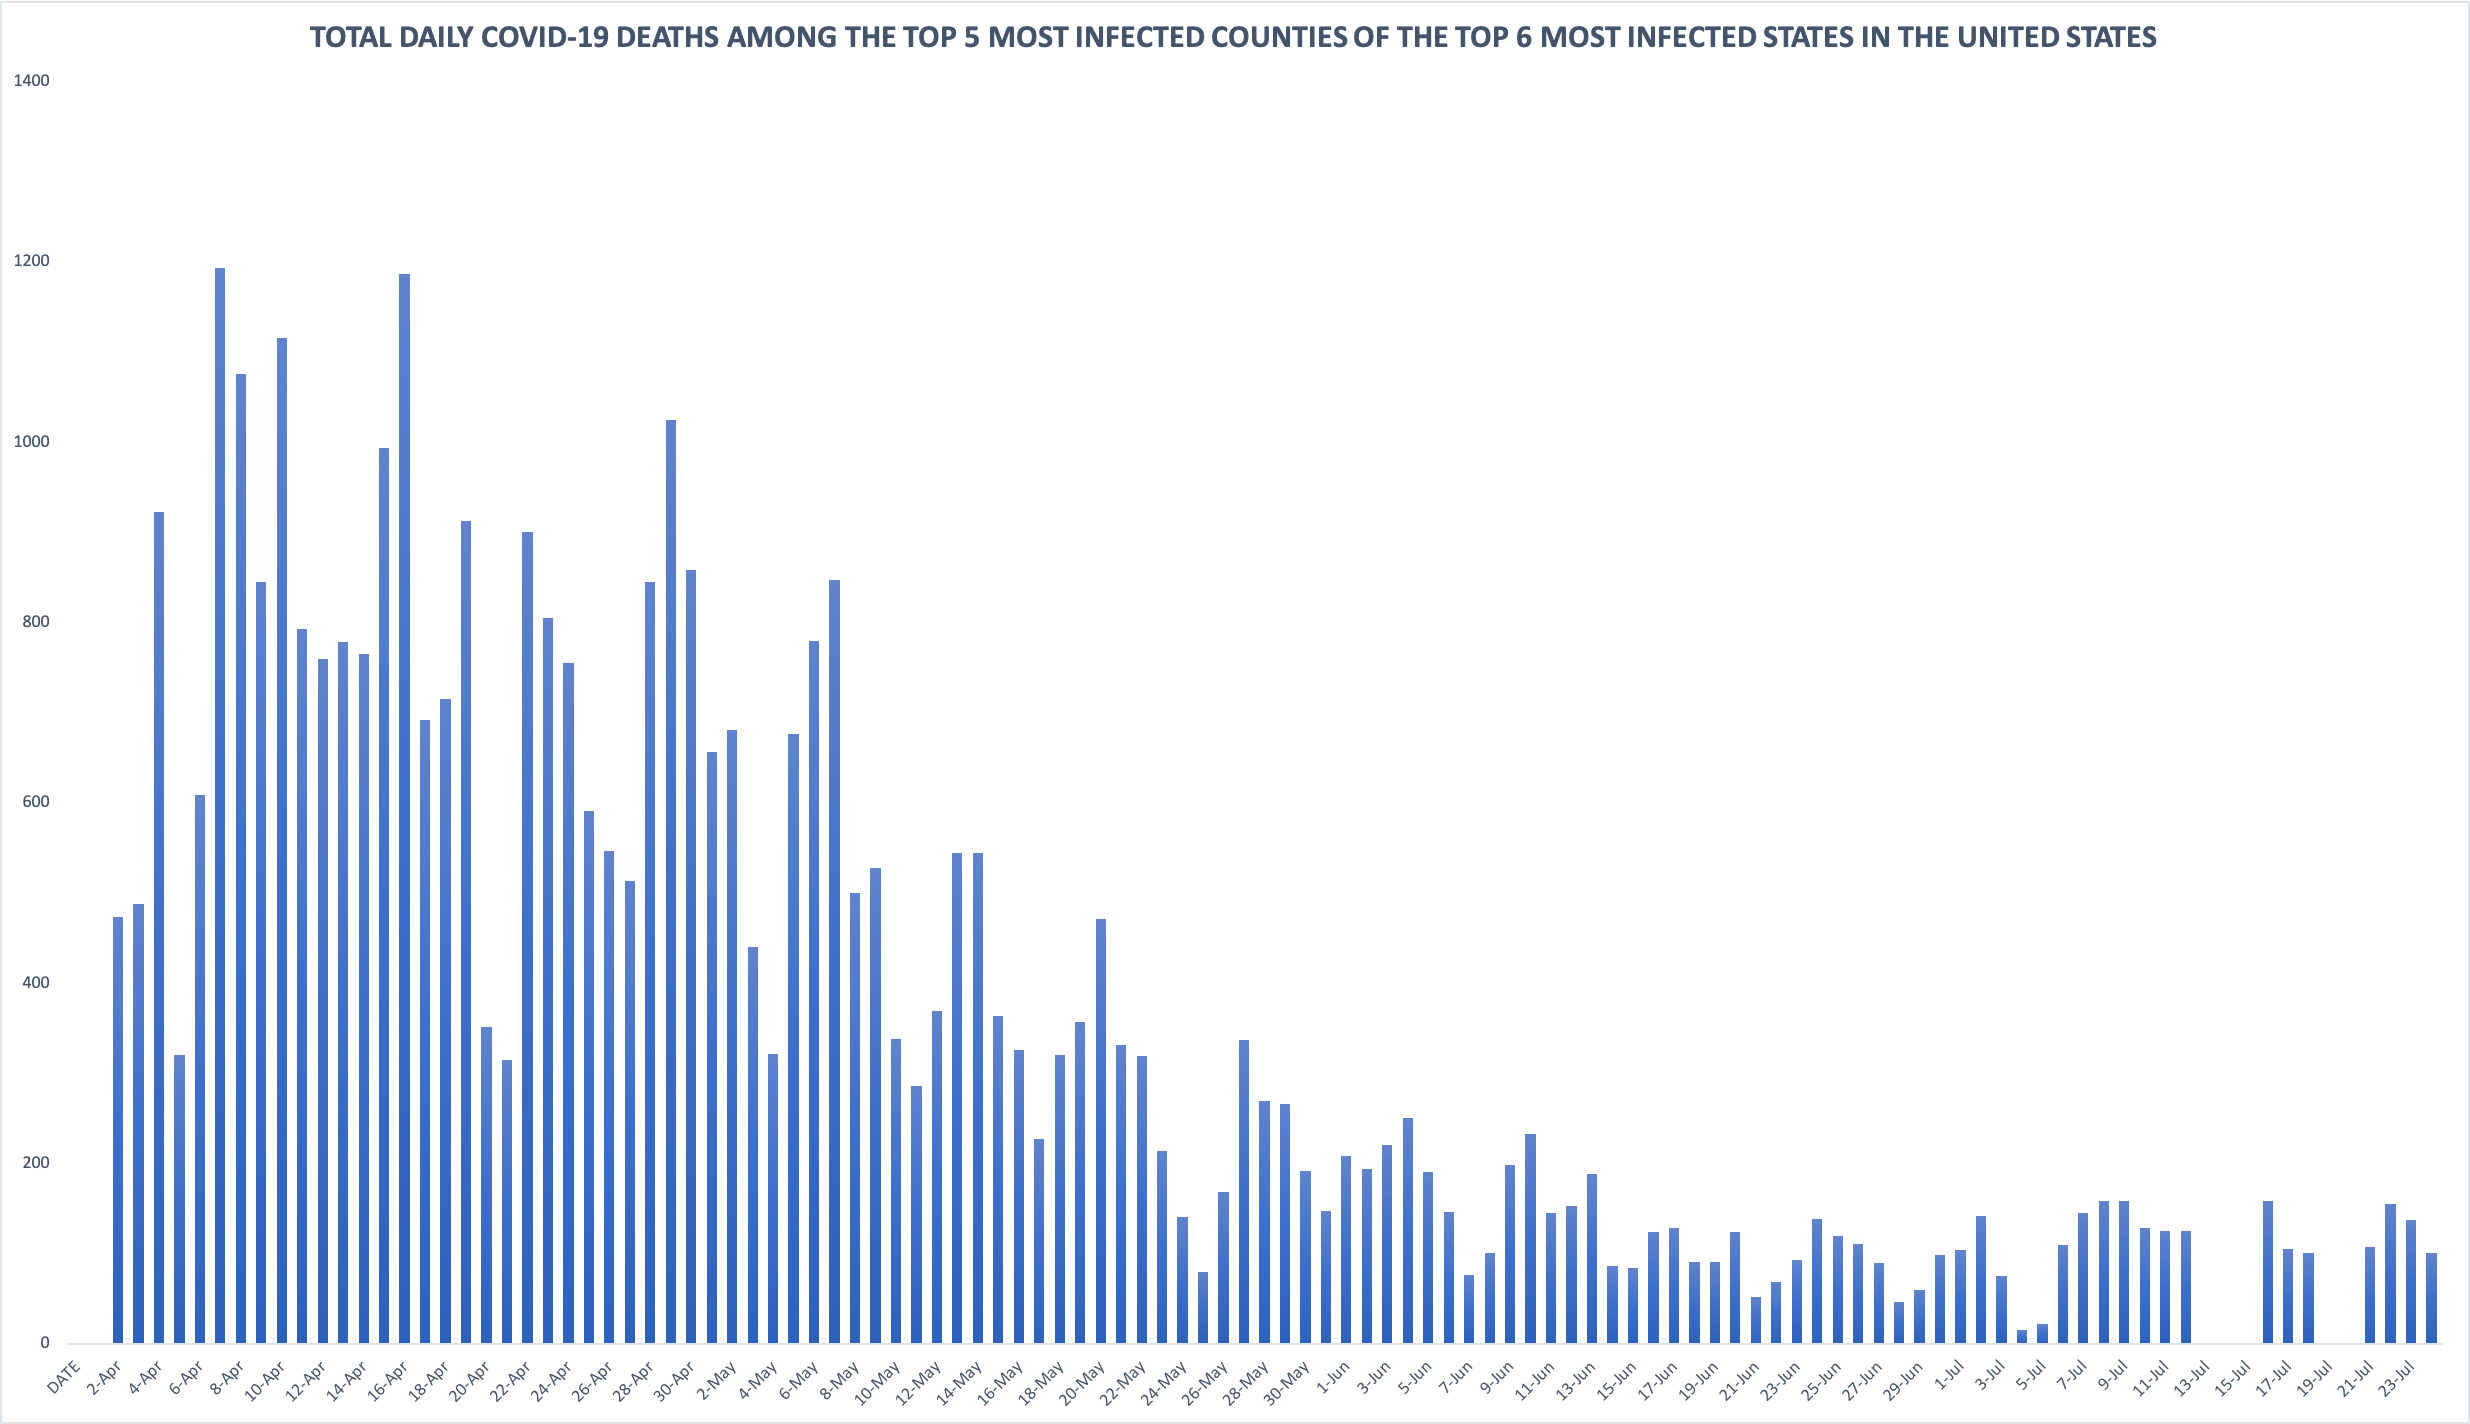 TOTAL DAILY COVID-19 DEATHS AMONG THE TOP 5 MOST INFECTED COUNTIES OF THE TOP 6 MOST INFECTED STATES IN THE UNITED STATES
1400
1200
1000
800
600
400
200
0
DATE
2-Apr
4-Apr
6-Apr
8-Apr
10-Apr
12-Apr
14-Apr
16-Apr
18-Apr
20-Apr
22-Apr
24-Apr
26-Apr
28-Apr
30-Apr
2-May
4-May
6-May
8-May
10-May
12-May
14-May
16-May
18-May
20-May
22-May
24-May
26-May
28-May
30-May
1-Jun
3-Jun
5-Jun
7-Jun
9-Jun
11-Jun
13-Jun
15-Jun
17-Jun
19-Jun
21-Jun
23-Jun
25-Jun
27-Jun
29-Jun
1-Jul
3-Jul
5-Jul
7-Jul
9-Jul
11-Jul
13-Jul
15-Jul
17-Jul
19-Jul
21-Jul
23-Jul